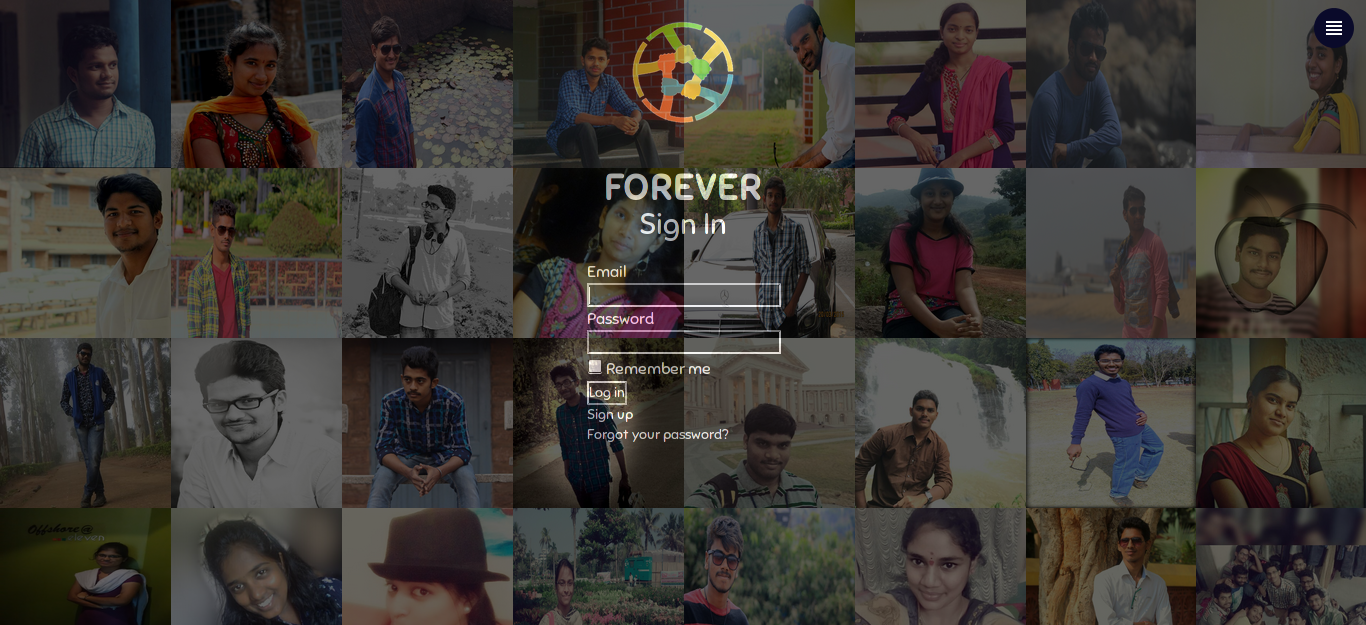 FOREVER
Sign In
Email
Password
Remember me
Log in
Sign up
Forgot your password?
Offshore @
eleven